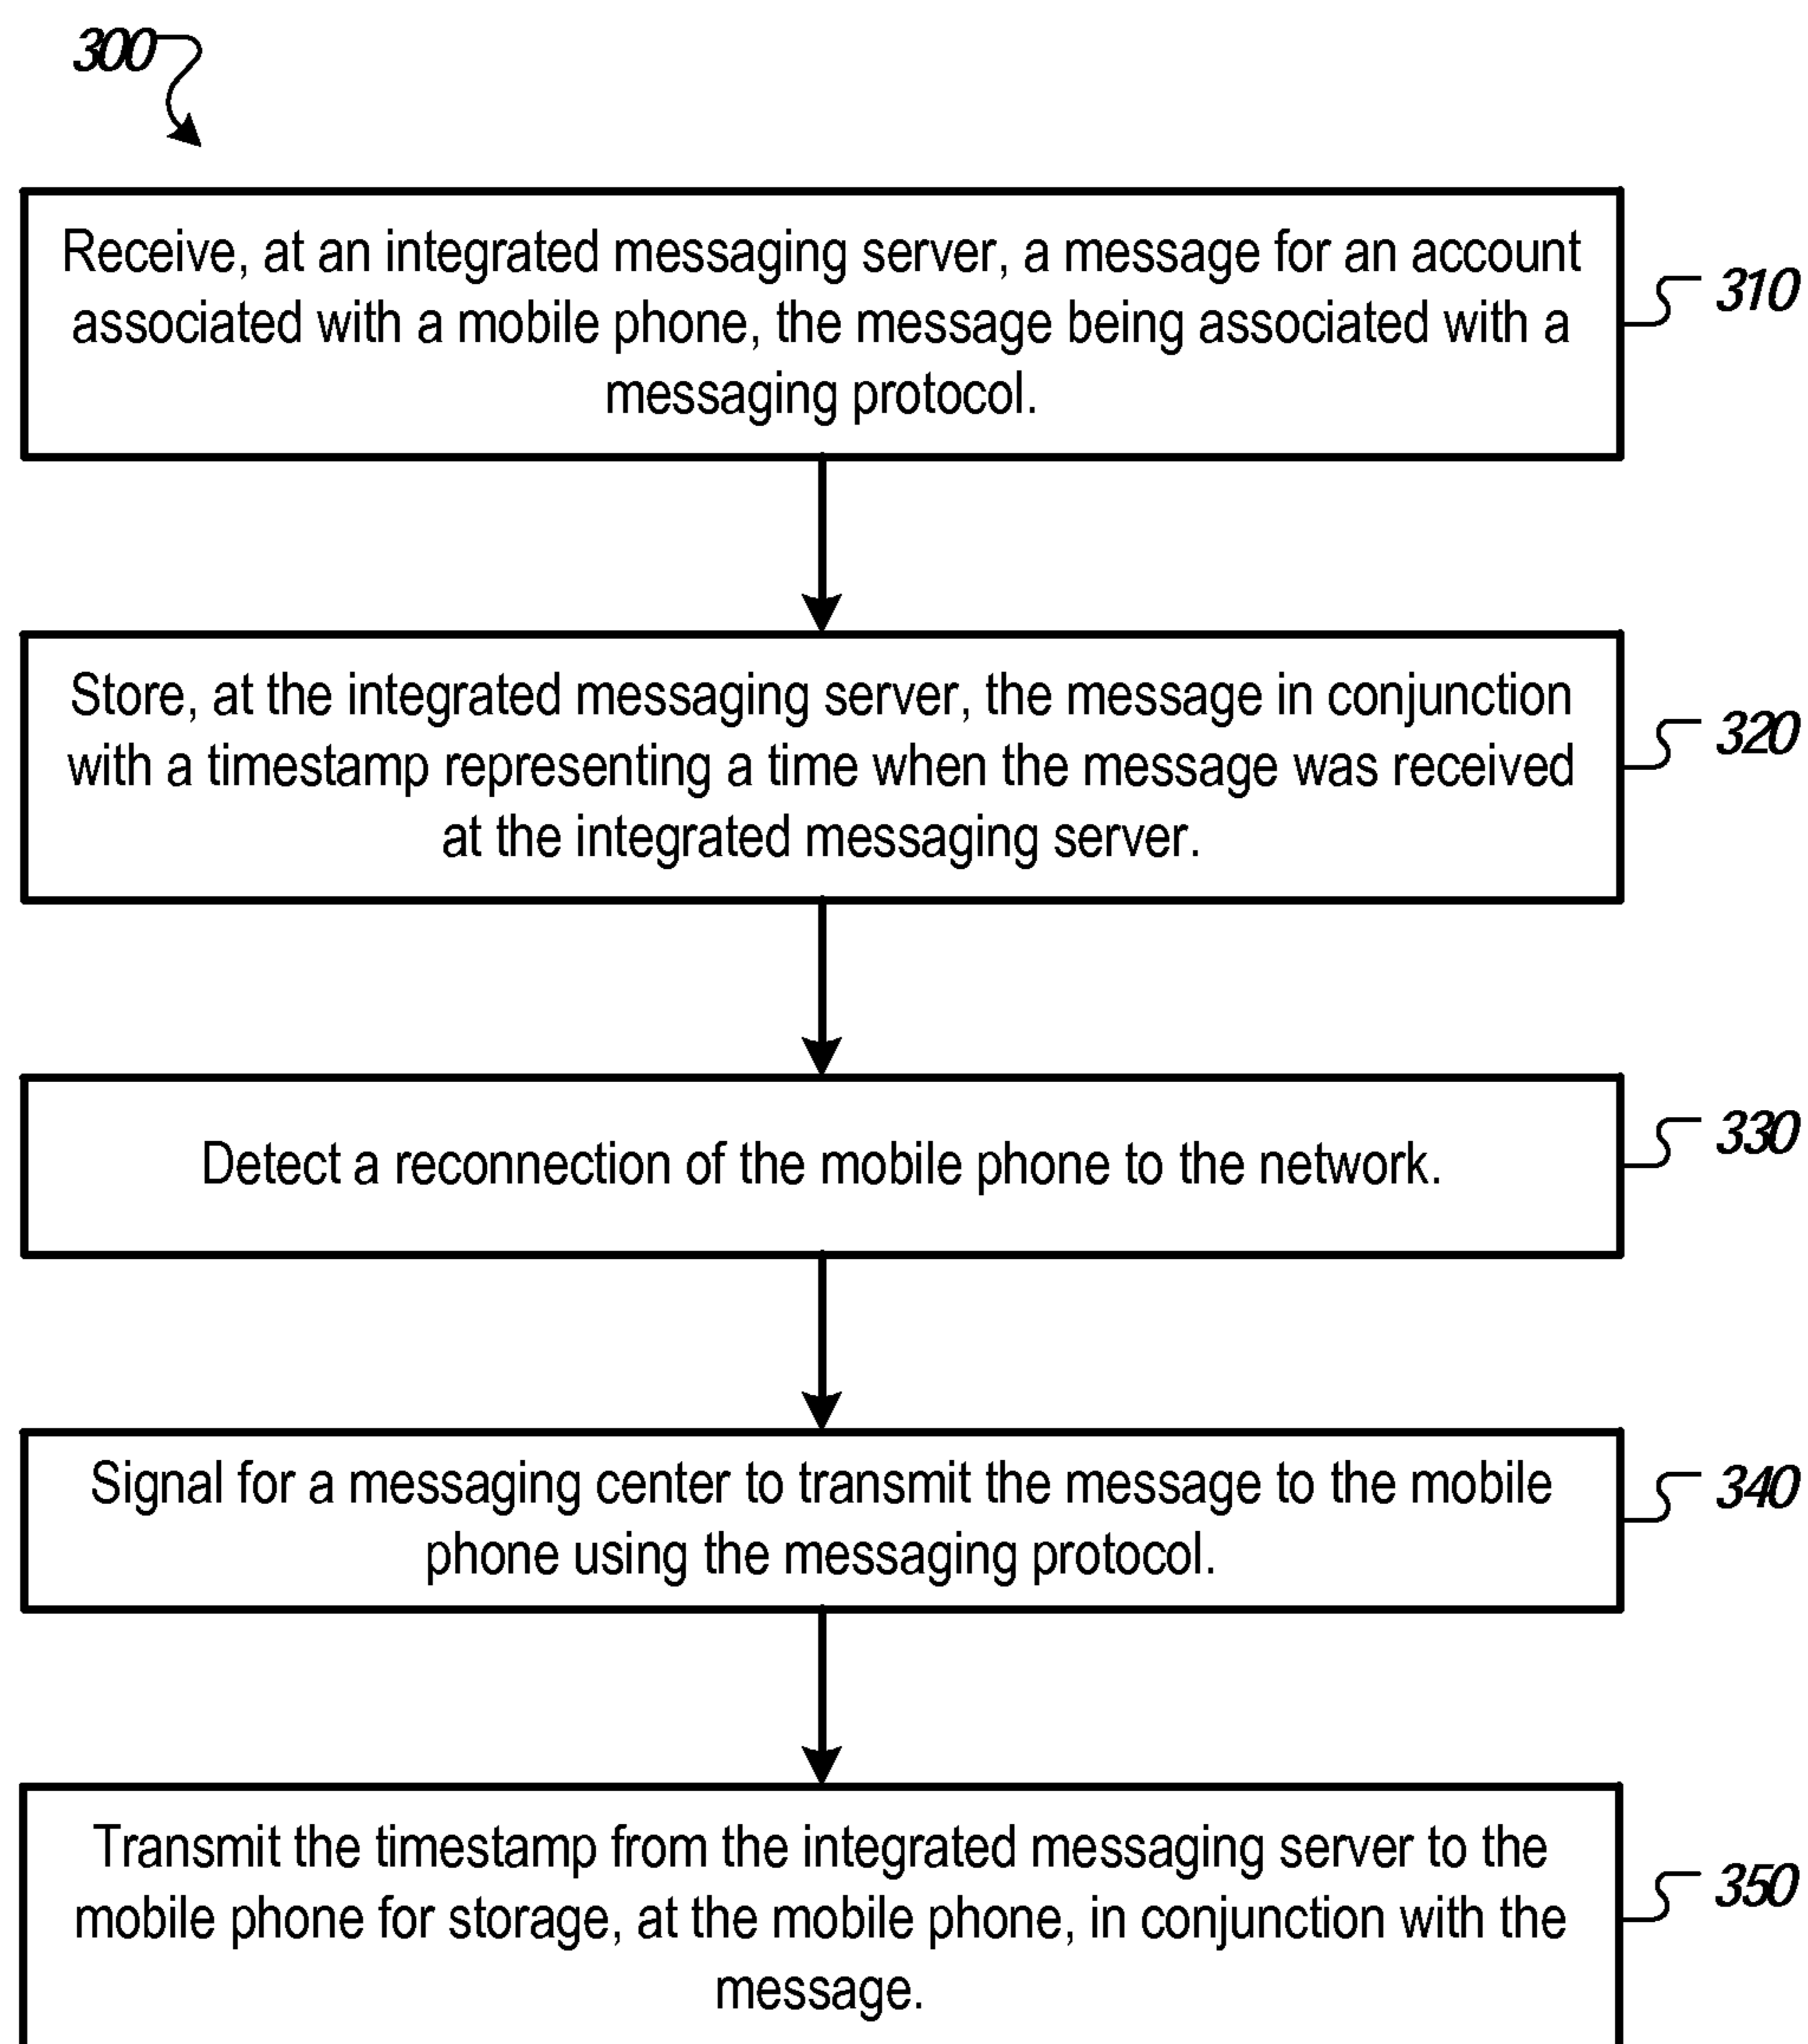 300
Receive, at an integrated messaging server, a message for an account
associated with a mobile phone, the message being associated with a
messaging protocol.
310
Store, at the integrated messaging server, the message in conjunction
with a timestamp representing a time when the message was received
at the integrated messaging server.
320
Detect a reconnection of the mobile phone to the network.
330
Signal for a messaging center to transmit the message to the mobile
phone using the messaging protocol.
340
Transmit the timestamp from the integrated messaging server to the
mobile phone for storage, at the mobile phone, in conjunction with the
message.
350